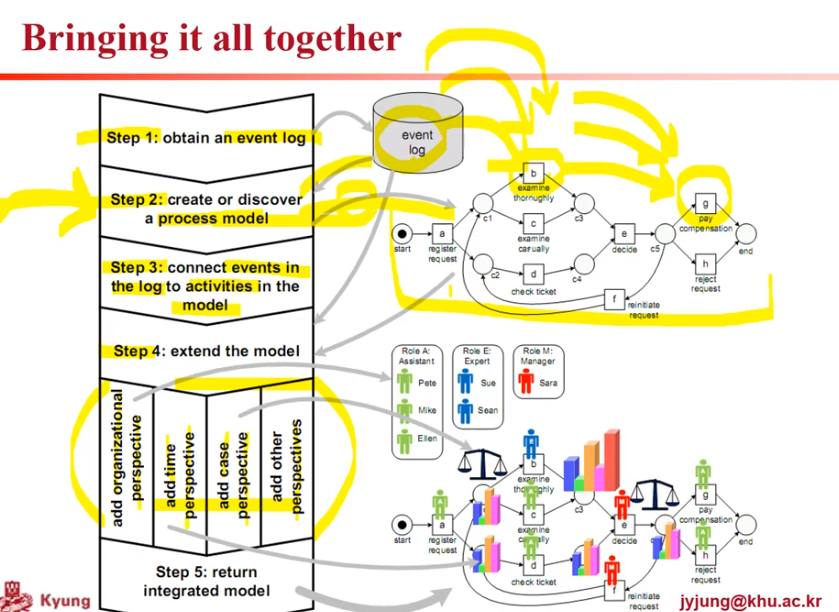 Bringing it all together
Step 1: obtain an event log
Step 2: create or discover
a process model
Step 3: connect events in
the log to activities in the
model
Step 4: extend the model
add organizational
perspective
add time
perspective
add case
perspective
add other
perspectives
Step 5: return
integrated model
event
log
start
a
register
request
c1
b
examine
thoroughly
c
examine
casually
c2
d
check ticket
c3
c4
e
decide
c5
f
reinitiate
request
g
pay
compensation
h
reject
request
end
Role A:
Assistant
Pete
Mike
Ellen
Role E:
Expert
Sue
Sean
Role M:
Manager
Sara
start
a
register
request
b
examine
c
examine
d
check ticket
c3
e
decide
f
reinitiate
request
g
pay
compensation
h
reject
request
end
Kyung
jyjung@khu.ac.kr